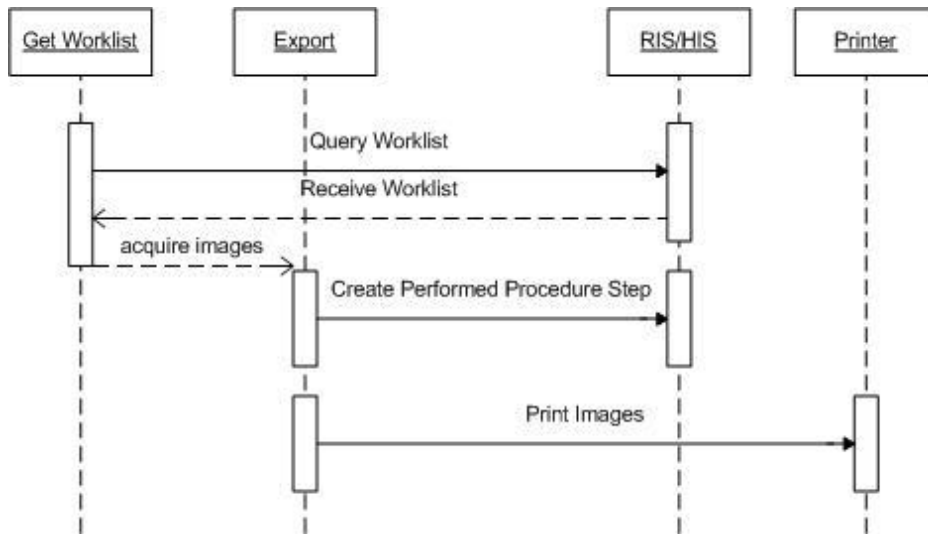 Get Worklist
Export
RIS/HIS
Printer
Query Worklist
Receive Worklist
acquire images
Create Performed Procedure Step
Print Images